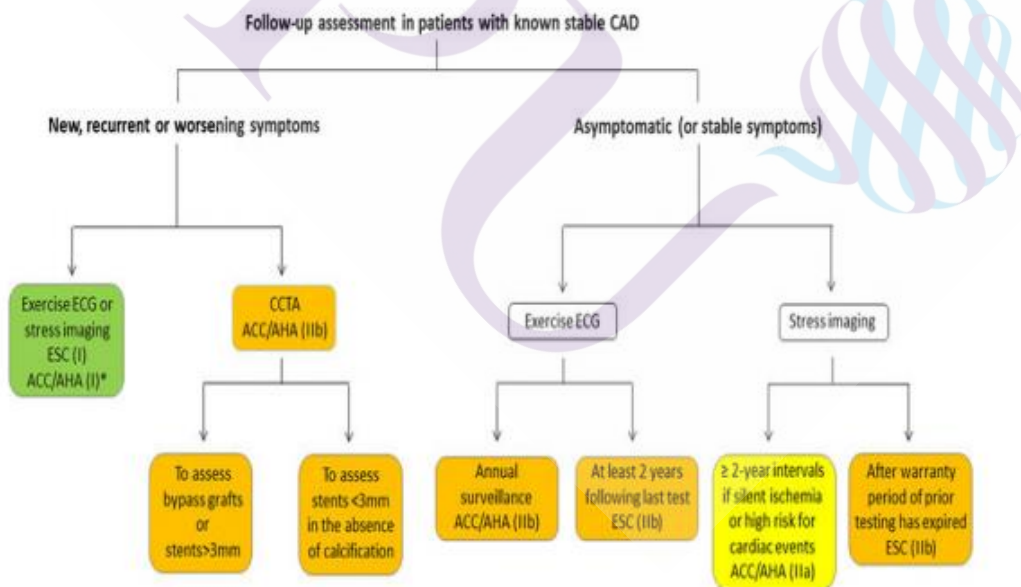 Follow-up assessment in patients with known stable CAD
New, recurrent or worsening symptoms
Asymptomatic (or stable symptoms)
Exercise ECG or
stress imaging
ESC (I)
ACC/AHA (I)*
CCTA
ACC/AHA (IIb)
Exercise ECG
Stress imaging
To assess
bypass grafts
or
stents>3mm
To assess
stents <3mm
in the absence
of calcification
Annual
surveillance
ACC/AHA (IIb)
At least 2 years
following last test
ESC (IIb)
≥ 2-year intervals
if silent ischemia
or high risk for
cardiac events
ACC/AHA (IIa)
After warranty
period of prior
testing has expired
ESC (IIb)